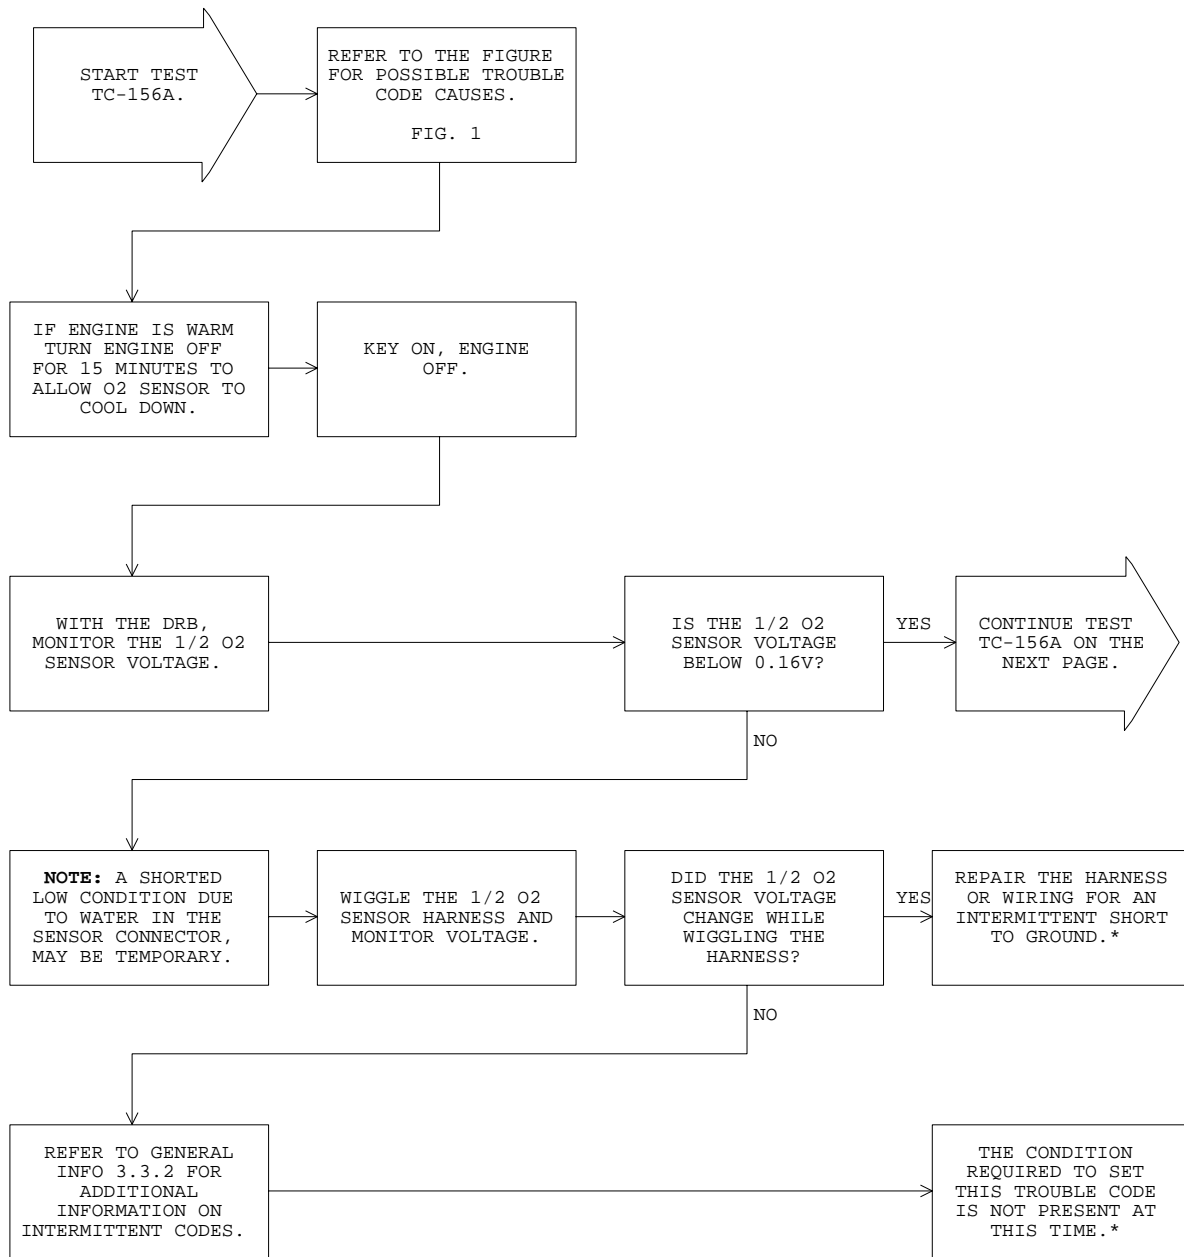 START TEST
TC-156A.
REFER TO THE FIGURE
FOR POSSIBLE TROUBLE
CODE CAUSES.
FIG. 1
IF ENGINE IS WARM
TURN ENGINE OFF
FOR 15 MINUTES TO
ALLOW O2 SENSOR TO
COOL DOWN.
KEY ON, ENGINE
OFF.
WITH THE DRB,
MONITOR THE 1/2 O2
SENSOR VOLTAGE.
IS THE 1/2 O2
SENSOR VOLTAGE
BELOW 0.16V?
YES
CONTINUE TEST
TC-156A ON THE
NEXT PAGE.
NO
NOTE: A SHORTED
LOW CONDITION DUE
TO WATER IN THE
SENSOR CONNECTOR,
MAY BE TEMPORARY.
WIGGLE THE 1/2 O2
SENSOR HARNESS AND
MONITOR VOLTAGE.
DID THE 1/2 O2
SENSOR VOLTAGE
CHANGE WHILE
WIGGLING THE
HARNESS?
YES
REPAIR THE HARNESS
OR WIRING FOR AN
INTERMITTENT SHORT
TO GROUND.*
NO
REFER TO GENERAL
INFO 3.3.2 FOR
ADDITIONAL
INFORMATION ON
INTERMITTENT CODES.
THE CONDITION
REQUIRED TO SET
THIS TROUBLE CODE
IS NOT PRESENT AT
THIS TIME.*